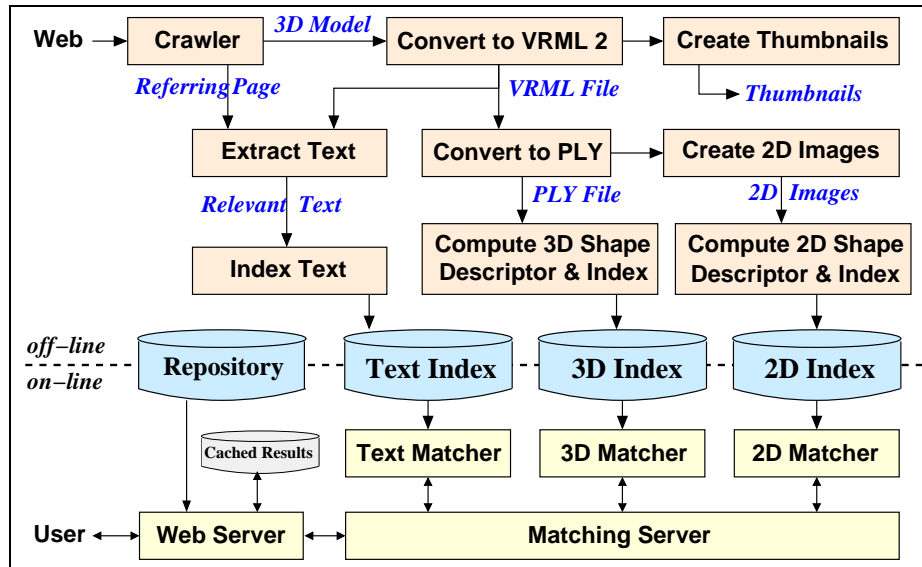 Web
Crawler
3D Model
Convert to VRML 2
Create Thumbnails
Referring Page
VRML File
Thumbnails
Extract Text
Convert to PLY
Create 2D Images
Relevant Text
PLY File
2D Images
Index Text
Compute 3D Shape
Descriptor & Index
Compute 2D Shape
Descriptor & Index
off–line
on–line
Repository
Text Index
3D Index
2D Index
Cached Results
Text Matcher
3D Matcher
2D Matcher
User
Web Server
Matching Server